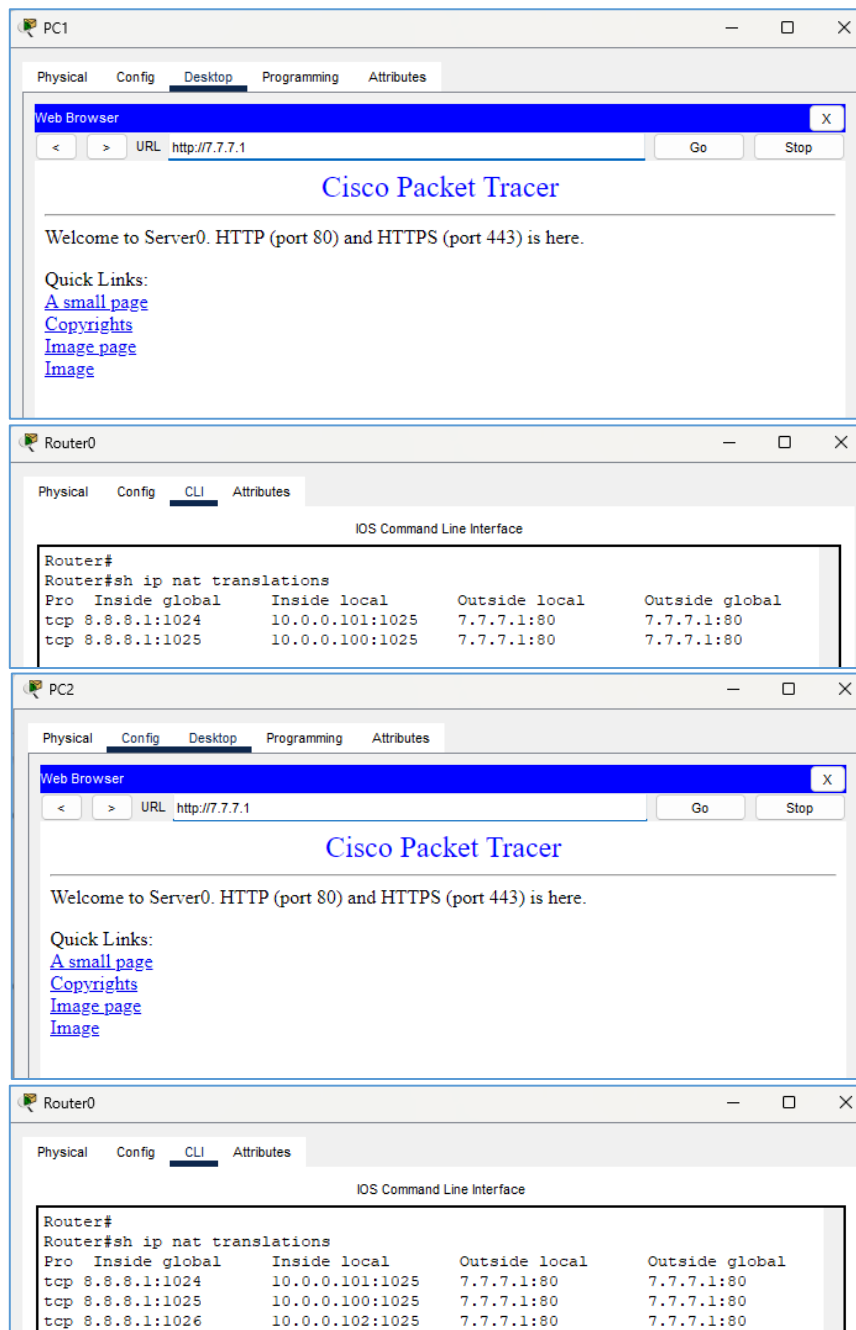 PC1
Physical Config Desktop Programming Attributes
Web Browser X
< > URL http://7.7.7.1 Go Stop
Cisco Packet Tracer
Welcome to Server0. HTTP (port 80) and HTTPS (port 443) is here.
Quick Links:
A small page
Copyrights
Image page
Image
Router0
Physical Config CLI Attributes
IOS Command Line Interface
Router#
Router#sh ip nat translations
Pro Inside global Inside local Outside local Outside global
tcp 8.8.8.1:1024 10.0.0.101:1025 7.7.7.1:80 7.7.7.1:80
tcp 8.8.8.1:1025 10.0.0.100:1025 7.7.7.1:80 7.7.7.1:80
PC2
Physical Config Desktop Programming Attributes
Web Browser X
< > URL http://7.7.7.1 Go Stop
Cisco Packet Tracer
Welcome to Server0. HTTP (port 80) and HTTPS (port 443) is here.
Quick Links:
A small page
Copyrights
Image page
Image
Router0
Physical Config CLI Attributes
IOS Command Line Interface
Router#
Router#sh ip nat translations
Pro Inside global Inside local Outside local Outside global
tcp 8.8.8.1:1024 10.0.0.101:1025 7.7.7.1:80 7.7.7.1:80
tcp 8.8.8.1:1025 10.0.0.100:1025 7.7.7.1:80 7.7.7.1:80
tcp 8.8.8.1:1026 10.0.0.102:1025 7.7.7.1:80 7.7.7.1:80